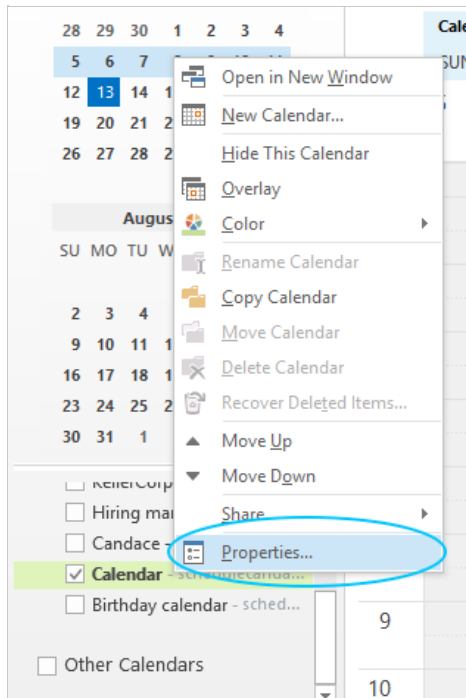 28 29 30 1 2 3 4
5 6 7
12 13 14
19 20 21
26 27 28
Cale
SUN
Open in New Window
New Calendar...
Hide This Calendar
Overlay
Color
Rename Calendar
Copy Calendar
Move Calendar
Delete Calendar
Recover Deleted Items...
Move Up
Move Down
Share
Properties...
Augus
SU MO TU W
2 3 4
9 10 11 1
16 17 18 1
23 24 25 2
30 31 1
KellerCorp
Hiring ma
Candace -
Calendar -
Birthday calendar - sched...
Other Calendars
9
10